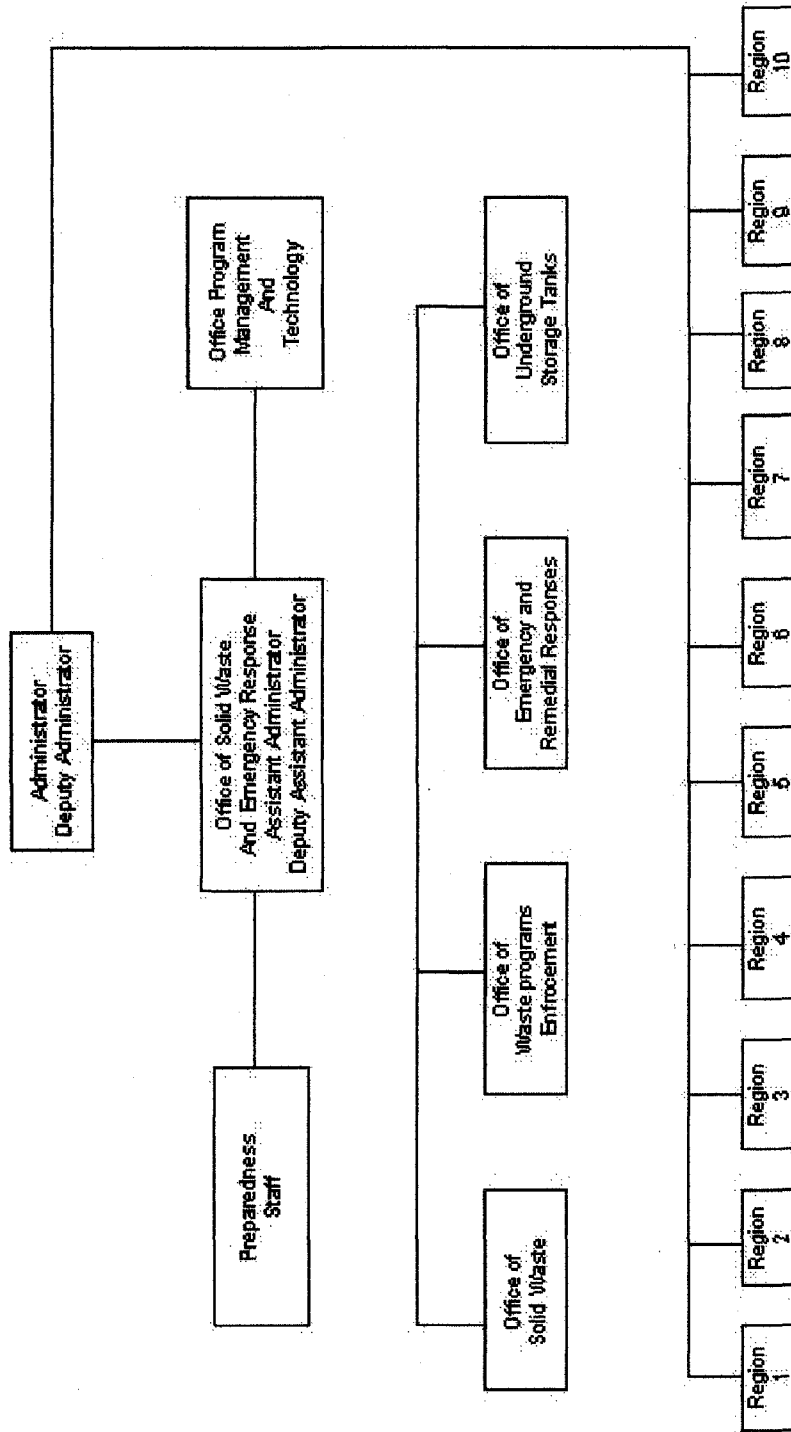 Administrator
Deputy Administrator
Preparedness
Staff
Office of Solid Waste
And Emergency Response
Assistant Administrator
Deputy Assistant Administrator
Office Program
Management
And
Technology
Office of
Solid Waste
Office of
Waste programs
Enfrocement
Office of
Emergency and
Remedial Responses
Office of
Underground
Storage Tanks
Region
1
Region
2
Region
3
Region
4
Region
5
Region
6
Region
7
Region
8
Region
9
Region
10